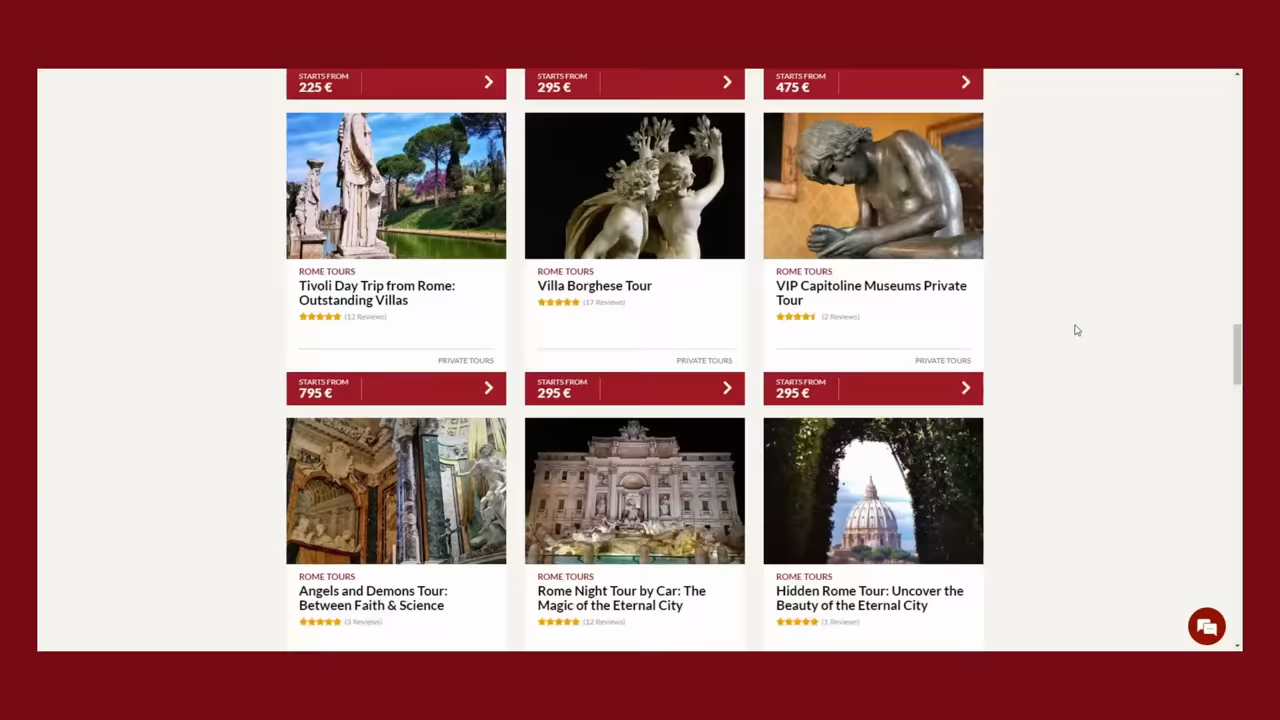 STARTS FROM
225 €
STARTS FROM
295 €
STARTS FROM
475 €
ROME TOURS
Tivoli Day Trip from Rome:
Outstanding Villas
(12 Reviews)
PRIVATE TOURS
STARTS FROM
795 €
ROME TOURS
Villa Borghese Tour
(17 Reviews)
PRIVATE TOURS
STARTS FROM
295 €
ROME TOURS
VIP Capitoline Museums Private
Tour
(2 Reviews)
PRIVATE TOURS
STARTS FROM
295 €
ROME TOURS
Angels and Demons Tour:
Between Faith & Science
(3 Reviews)
ROME TOURS
Rome Night Tour by Car: The
Magic of the Eternal City
(12 Reviews)
ROME TOURS
Hidden Rome Tour: Uncover the
Beauty of the Eternal City
(1 Reviews)